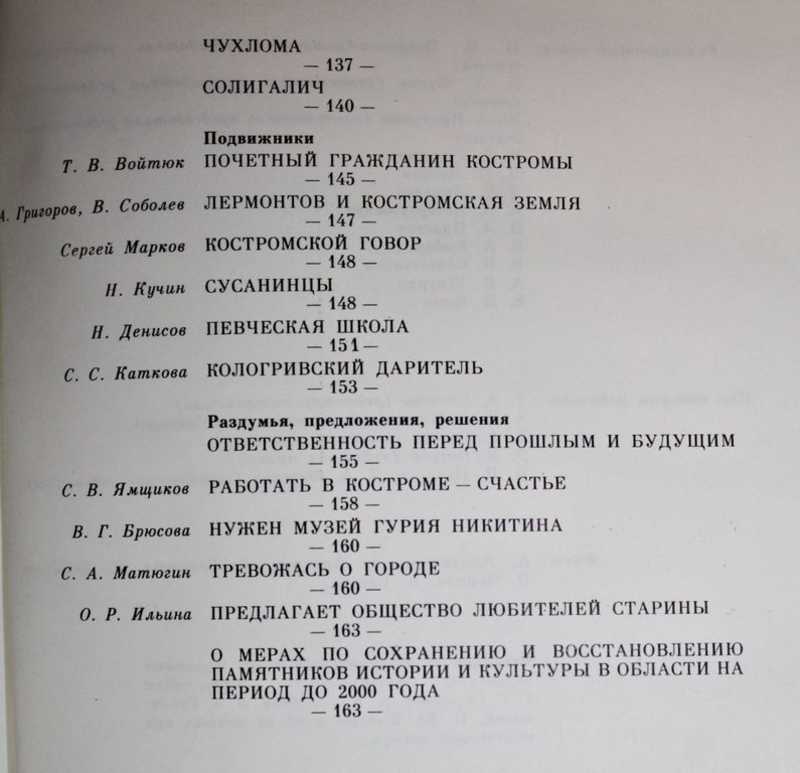 ЧУХЛОМА
— 137 —
СОЛИГАЛИЧ
— 140 —
Подвижники
Т. В. Войтюк ПОЧЕТНЫЙ ГРАЖДАНИН КОСТРОМЫ
— 145 —
А. Григоров, В. Соболев ЛЕРМОНТОВ И КОСТРОМСКАЯ ЗЕМЛЯ
— 147 —
Сергей Марков КОСТРОМСКОЙ ГОВОР
— 148 —
Н. Кучин СУСАНИНЦЫ
— 148 —
Н. Денисов ПЕВЧЕСКАЯ ШКОЛА
— 151 —
С. С. Каткова КОЛОГРИВСКИЙ ДАРИТЕЛЬ
— 153 —
Раздумья, предложения, решения
ОТВЕТСТВЕННОСТЬ ПЕРЕД ПРОШЛЫМ И БУДУЩИМ
— 155 —
С. В. Ямщиков РАБОТАТЬ В КОСТРОМЕ — СЧАСТЬЕ
— 158 —
В. Г. Брюсова НУЖЕН МУЗЕЙ ГУРИЯ НИКИТИНА
— 160 —
С. А. Матюгин ТРЕВОЖАСЬ О ГОРОДЕ
— 160 —
О. Р. Ильина ПРЕДЛАГАЕТ ОБЩЕСТВО ЛЮБИТЕЛЕЙ СТАРИНЫ
— 163 —
О МЕРАХ ПО СОХРАНЕНИЮ И ВОССТАНОВЛЕНИЮ
ПАМЯТНИКОВ ИСТОРИИ И КУЛЬТУРЫ В ОБЛАСТИ НА
ПЕРИОД ДО 2000 ГОДА
— 163 —